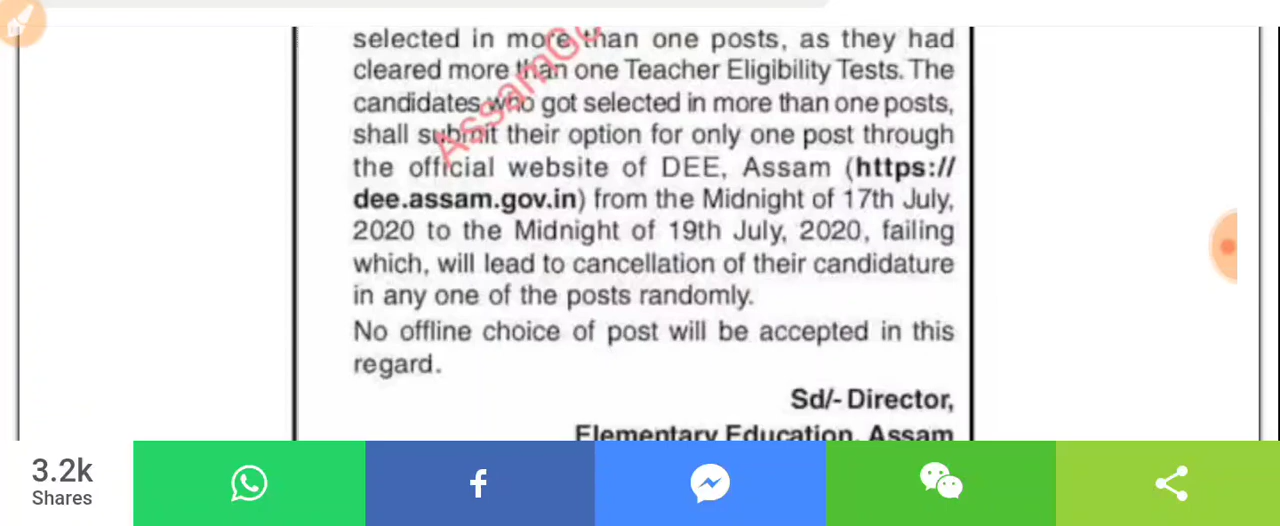 selected in more than one posts, as they had
cleared more than one Teacher Eligibility Tests. The
candidates who got selected in more than one posts,
shall submit their option for only one post through
the official website of DEE, Assam (https://
dee.assam.gov.in) from the Midnight of 17th July,
2020 to the Midnight of 19th July, 2020, failing
which, will lead to cancellation of their candidature
in any one of the posts randomly.
No offline choice of post will be accepted in this
regard.
Sd/- Director,
Elementary Education, Assam
3.2k
Shares